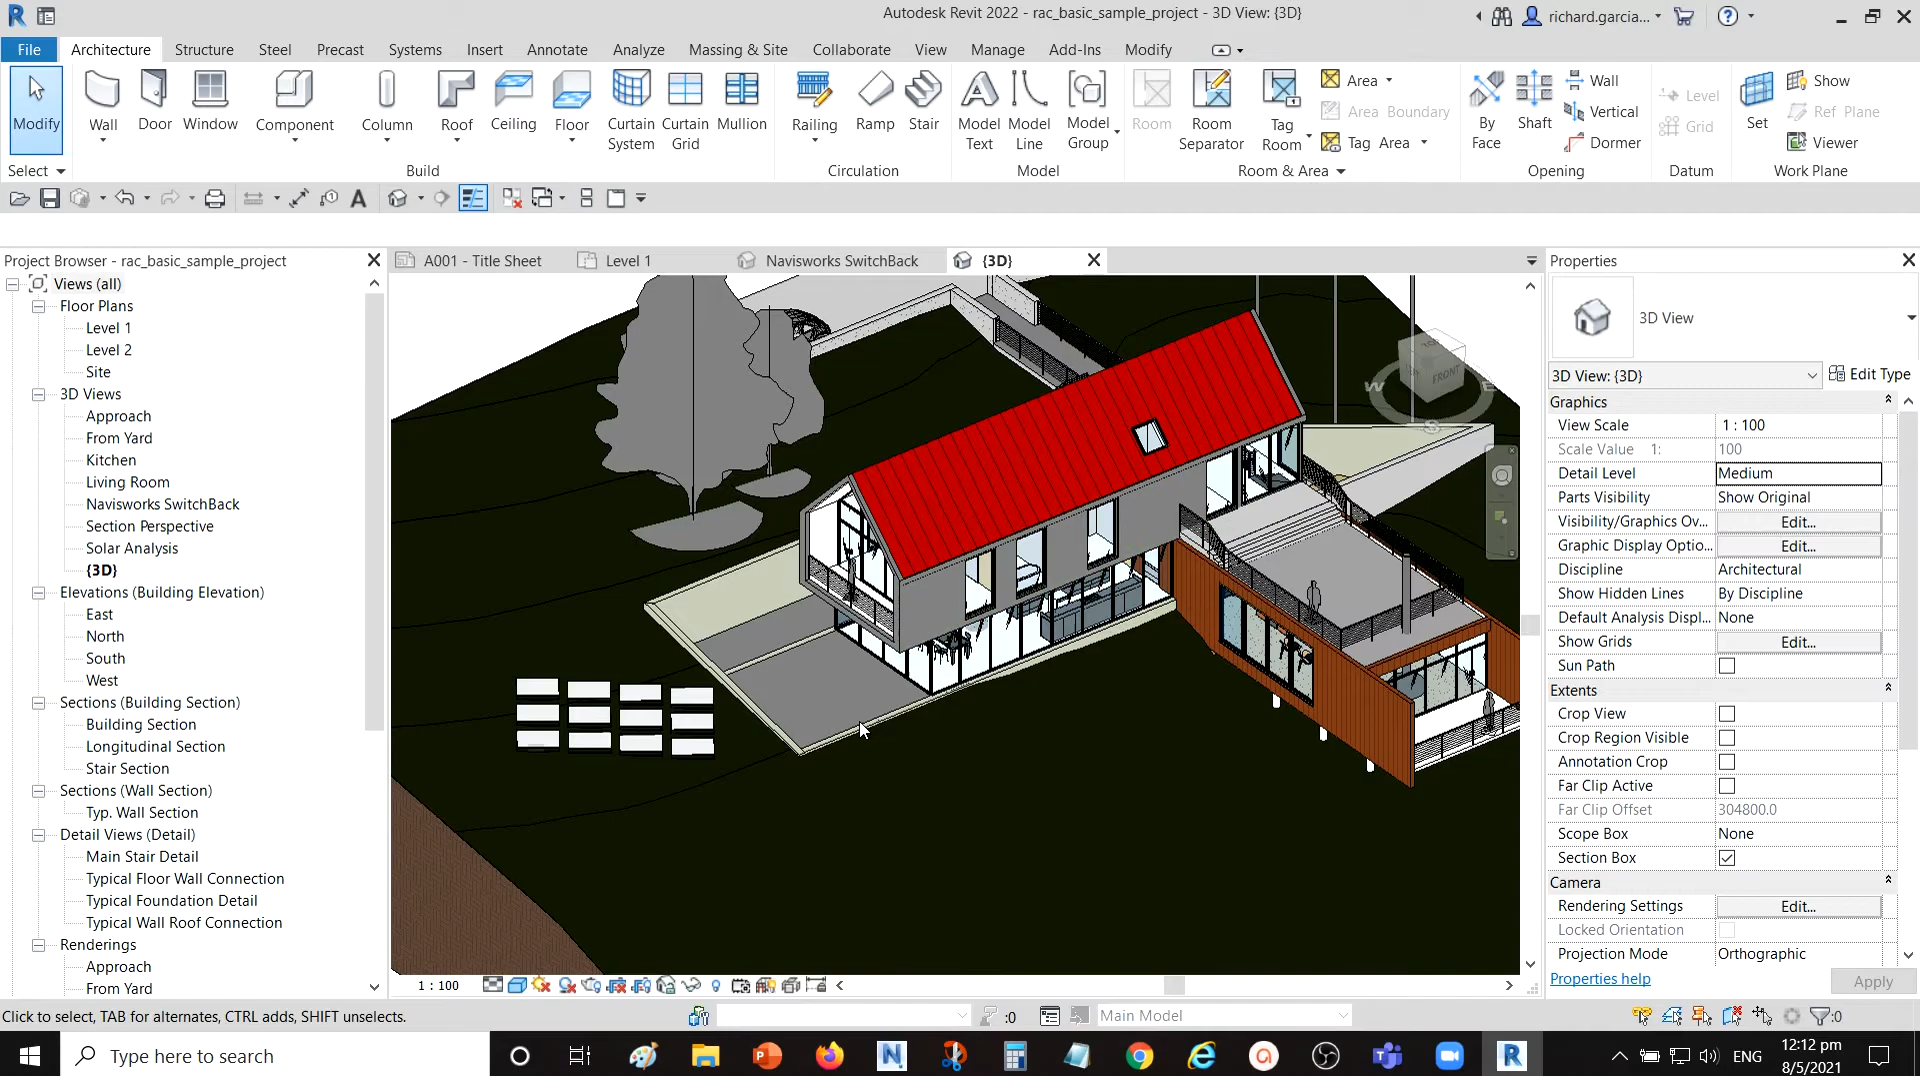 Autodesk Revit 2022 - rac_basic_sample_project - 3D View: {3D}
richard.garcia...
File Architecture Structure Steel Precast Systems Insert Annotate Analyze Massing & Site Collaborate View Manage Add-Ins Modify
Modify
Wall
Door
Window
Component
Column
Roof
Ceiling
Floor
Curtain System
Curtain Grid
Mullion
Railing
Ramp
Stair
Model Text
Model Line
Model Group
Room
Room Separator
Tag Room
Area
Area Boundary
Tag Area
By Face
Shaft
Wall
Vertical
Dormer
Level
Grid
Set
Show
Ref Plane
Viewer
Select Build Circulation Model Room & Area Opening Datum Work Plane
Project Browser - rac_basic_sample_project
Views (all)
Floor Plans
Level 1
Level 2
Site
3D Views
Approach
From Yard
Kitchen
Living Room
Navisworks SwitchBack
Section Perspective
Solar Analysis
{3D}
Elevations (Building Elevation)
East
North
South
West
Sections (Building Section)
Building Section
Longitudinal Section
Stair Section
Sections (Wall Section)
Typ. Wall Section
Detail Views (Detail)
Main Stair Detail
Typical Floor Wall Connection
Typical Foundation Detail
Typical Wall Roof Connection
Renderings
Approach
From Yard
A001 - Title Sheet Level 1 Navisworks SwitchBack {3D}
TOP
FRONT
W
E
S
1 : 100
Properties
3D View
3D View: {3D} Edit Type
Graphics
View Scale 1 : 100
Scale Value 1: 100
Detail Level Medium
Parts Visibility Show Original
Visibility/Graphics Ov... Edit...
Graphic Display Optio... Edit...
Discipline Architectural
Show Hidden Lines By Discipline
Default Analysis Displ... None
Show Grids Edit...
Sun Path
Extents
Crop View
Crop Region Visible
Annotation Crop
Far Clip Active
Far Clip Offset 304800.0
Scope Box None
Section Box
Camera
Rendering Settings Edit...
Locked Orientation
Projection Mode Orthographic
Properties help Apply
Click to select, TAB for alternates, CTRL adds, SHIFT unselects.
:0
Main Model
:0
Type here to search
ENG
12:12 pm
8/5/2021